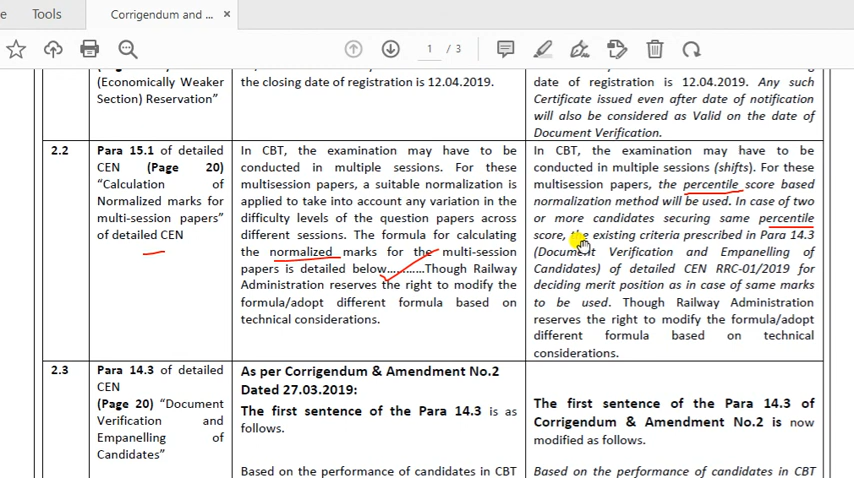 Tools
Corrigendum and ... ×
1 / 3
(Economically Weaker
Section) Reservation"
the closing date of registration is 12.04.2019.
date of registration is 12.04.2019. Any such
Certificate issued even after date of notification
will also be considered as Valid on the date of
Document Verification.
2.2
Para 15.1 of detailed
CEN (Page 20)
"Calculation of
Normalized marks for
multi-session papers"
of detailed CEN
In CBT, the examination may have to be
conducted in multiple sessions. For these
multisession papers, a suitable normalization is
applied to take into account any variation in the
difficulty levels of the question papers across
different sessions. The formula for calculating
the normalized marks for the multi-session
papers is detailed below............Though Railway
Administration reserves the right to modify the
formula/adopt different formula based on
technical considerations.
In CBT, the examination may have to be
conducted in multiple sessions (shifts). For these
multisession papers, the percentile score based
normalization method will be used. In case of two
or more candidates securing same percentile
score, the existing criteria prescribed in Para 14.3
(Document Verification and Empanelling of
Candidates) of detailed CEN RRC-01/2019 for
deciding merit position as in case of same marks
to be used. Though Railway Administration
reserves the right to modify the formula/adopt
different formula based on technical
considerations.
2.3
Para 14.3 of detailed
CEN
(Page 20) "Document
Verification and
Empanelling of
Candidates"
As per Corrigendum & Amendment No.2
Dated 27.03.2019:
The first sentence of the Para 14.3 is as
follows.
Based on the performance of candidates in CBT
The first sentence of the Para 14.3 of
Corrigendum & Amendment No.2 is now
modified as follows.
Based on the performance of candidates in CBT